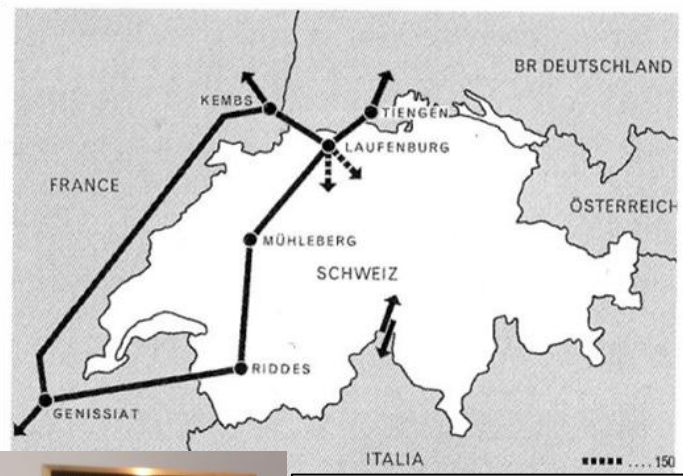 BR DEUTSCHLAND
KEMBS
TIENGEN
LAUFENBURG
FRANCE
ÖSTERREICH
MÜHLEBERG
SCHWEIZ
RIDDES
GENISSIAT
ITALIA
.... 150